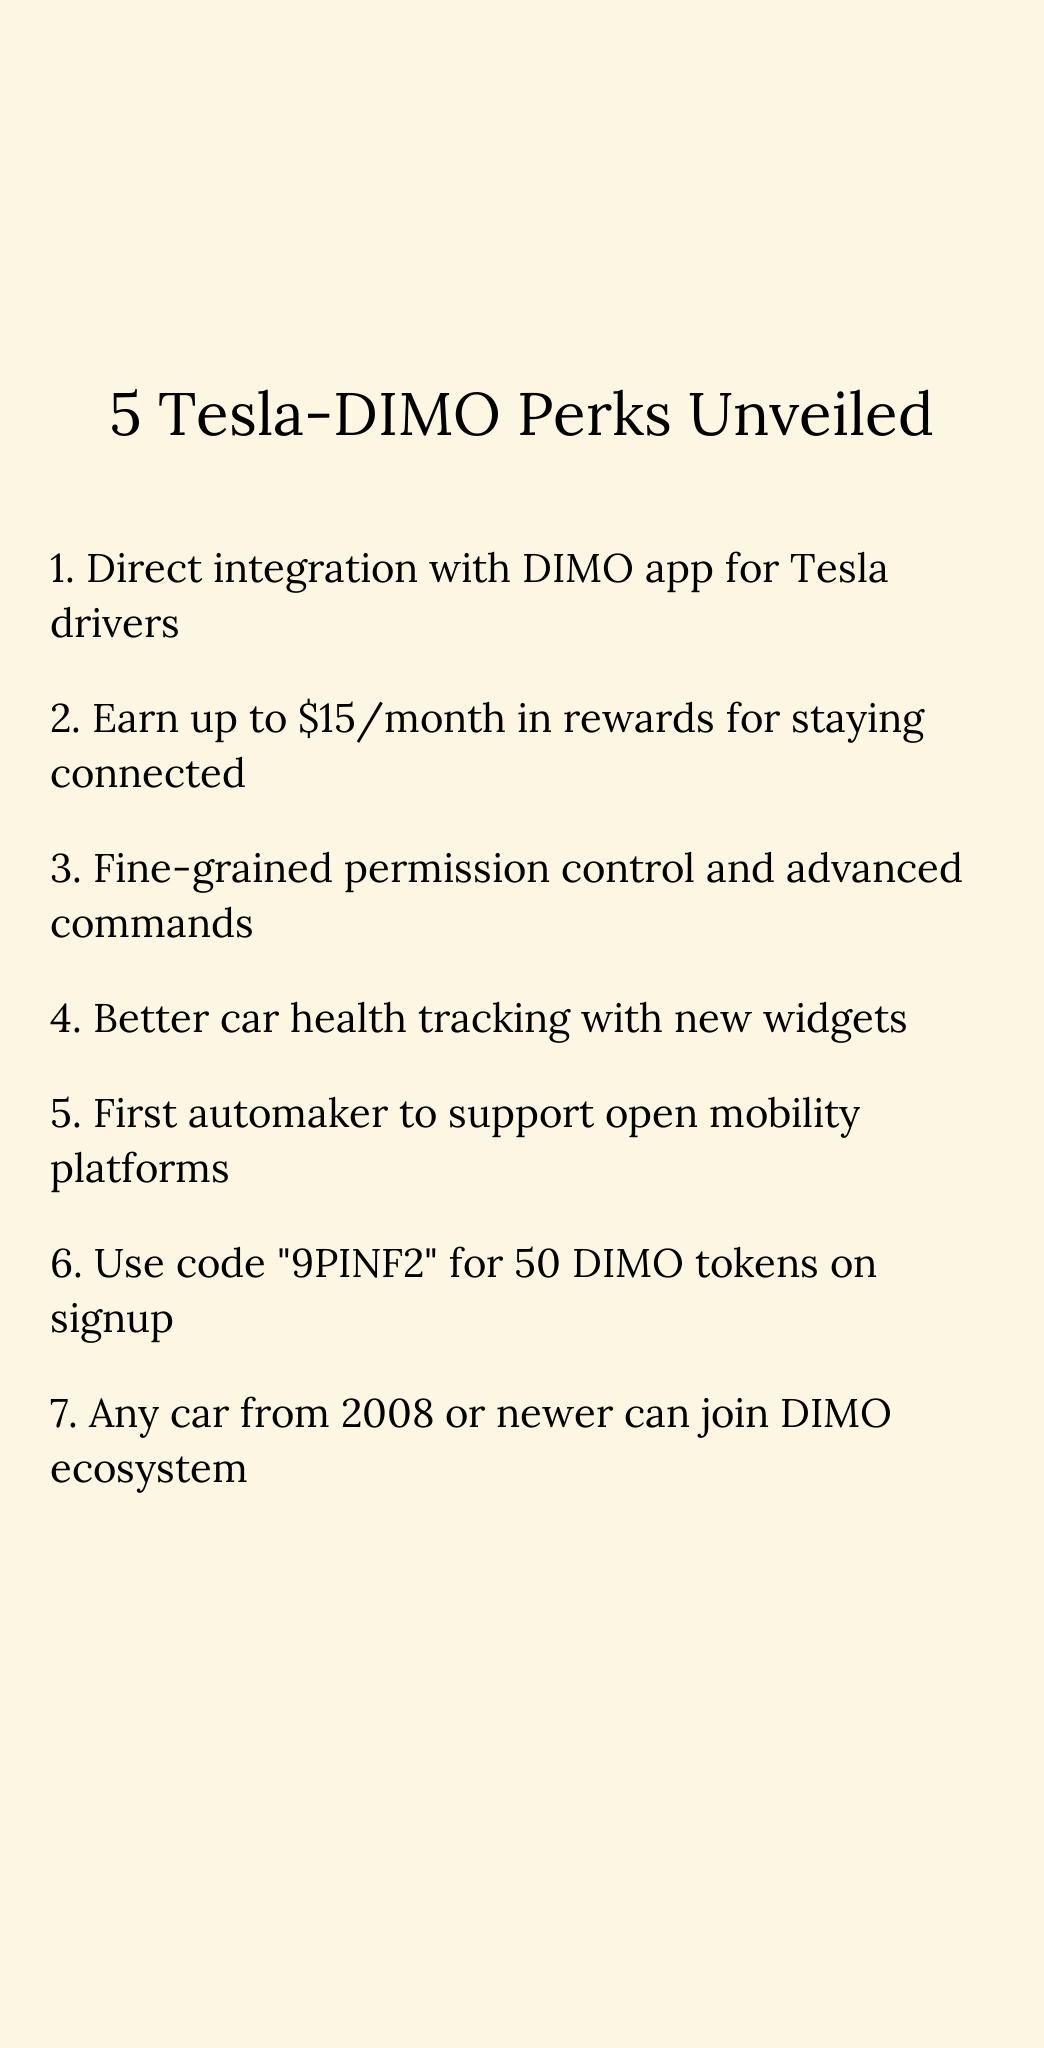 5 Tesla-DIMO Perks Unveiled
1. Direct integration with DIMO app for Tesla
drivers
2. Earn up to $15/month in rewards for staying
connected
3. Fine-grained permission control and advanced
commands
4. Better car health tracking with new widgets
5. First automaker to support open mobility
platforms
6. Use code "9PINF2" for 50 DIMO tokens on
signup
7. Any car from 2008 or newer can join DIMO
ecosystem